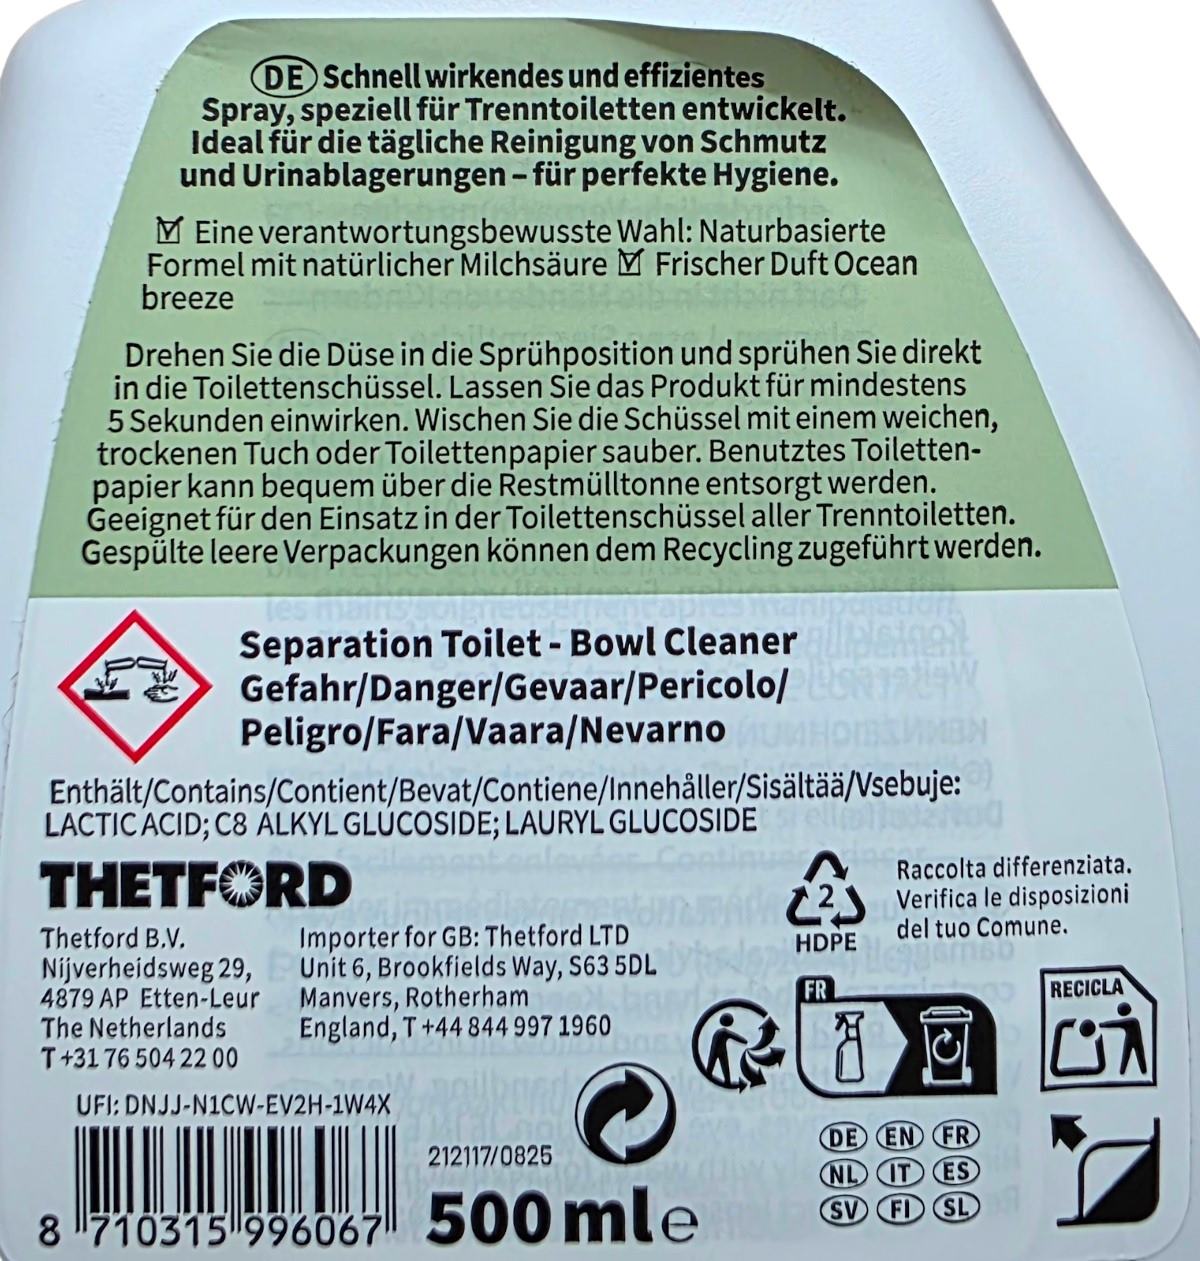 DE Schnell wirkendes und effizientes
Spray, speziell für Trenntoiletten entwickelt.
Ideal für die tägliche Reinigung von Schmutz
und Urinablagerungen – für perfekte Hygiene.
Eine verantwortungsbewusste Wahl: Naturbasierte
Formel mit natürlicher Milchsäure Frischer Duft Ocean
breeze
Drehen Sie die Düse in die Sprühposition und sprühen Sie direkt
in die Toilettenschüssel. Lassen Sie das Produkt für mindestens
5 Sekunden einwirken. Wischen Sie die Schüssel mit einem weichen,
trockenen Tuch oder Toilettenpapier sauber. Benutztes Toiletten-
papier kann bequem über die Restmülltonne entsorgt werden.
Geeignet für den Einsatz in der Toilettenschüssel aller Trenntoiletten.
Gespülte leere Verpackungen können dem Recycling zugeführt werden.
Separation Toilet - Bowl Cleaner
Gefahr/Danger/Gevaar/Pericolo/
Peligro/Fara/Vaara/Nevarno
Enthält/Contains/Contient/Bevat/Contiene/Innehåller/Sisältää/Vsebuje:
LACTIC ACID; C8 ALKYL GLUCOSIDE; LAURYL GLUCOSIDE
THETFORD
Thetford B.V.
Nijverheidsweg 29,
4879 AP Etten-Leur
The Netherlands
T +31 76 504 22 00
Importer for GB: Thetford LTD
Unit 6, Brookfields Way, S63 5DL
Manvers, Rotherham
England, T +44 844 997 1960
2
HDPE
Raccolta differenziata.
Verifica le disposizioni
del tuo Comune.
FR
RECICLA
UFI: DNJJ-N1CW-EV2H-1W4X
8 710315 996067
212117/0825
500 ml e
DE EN FR
NL IT ES
SV FI SL